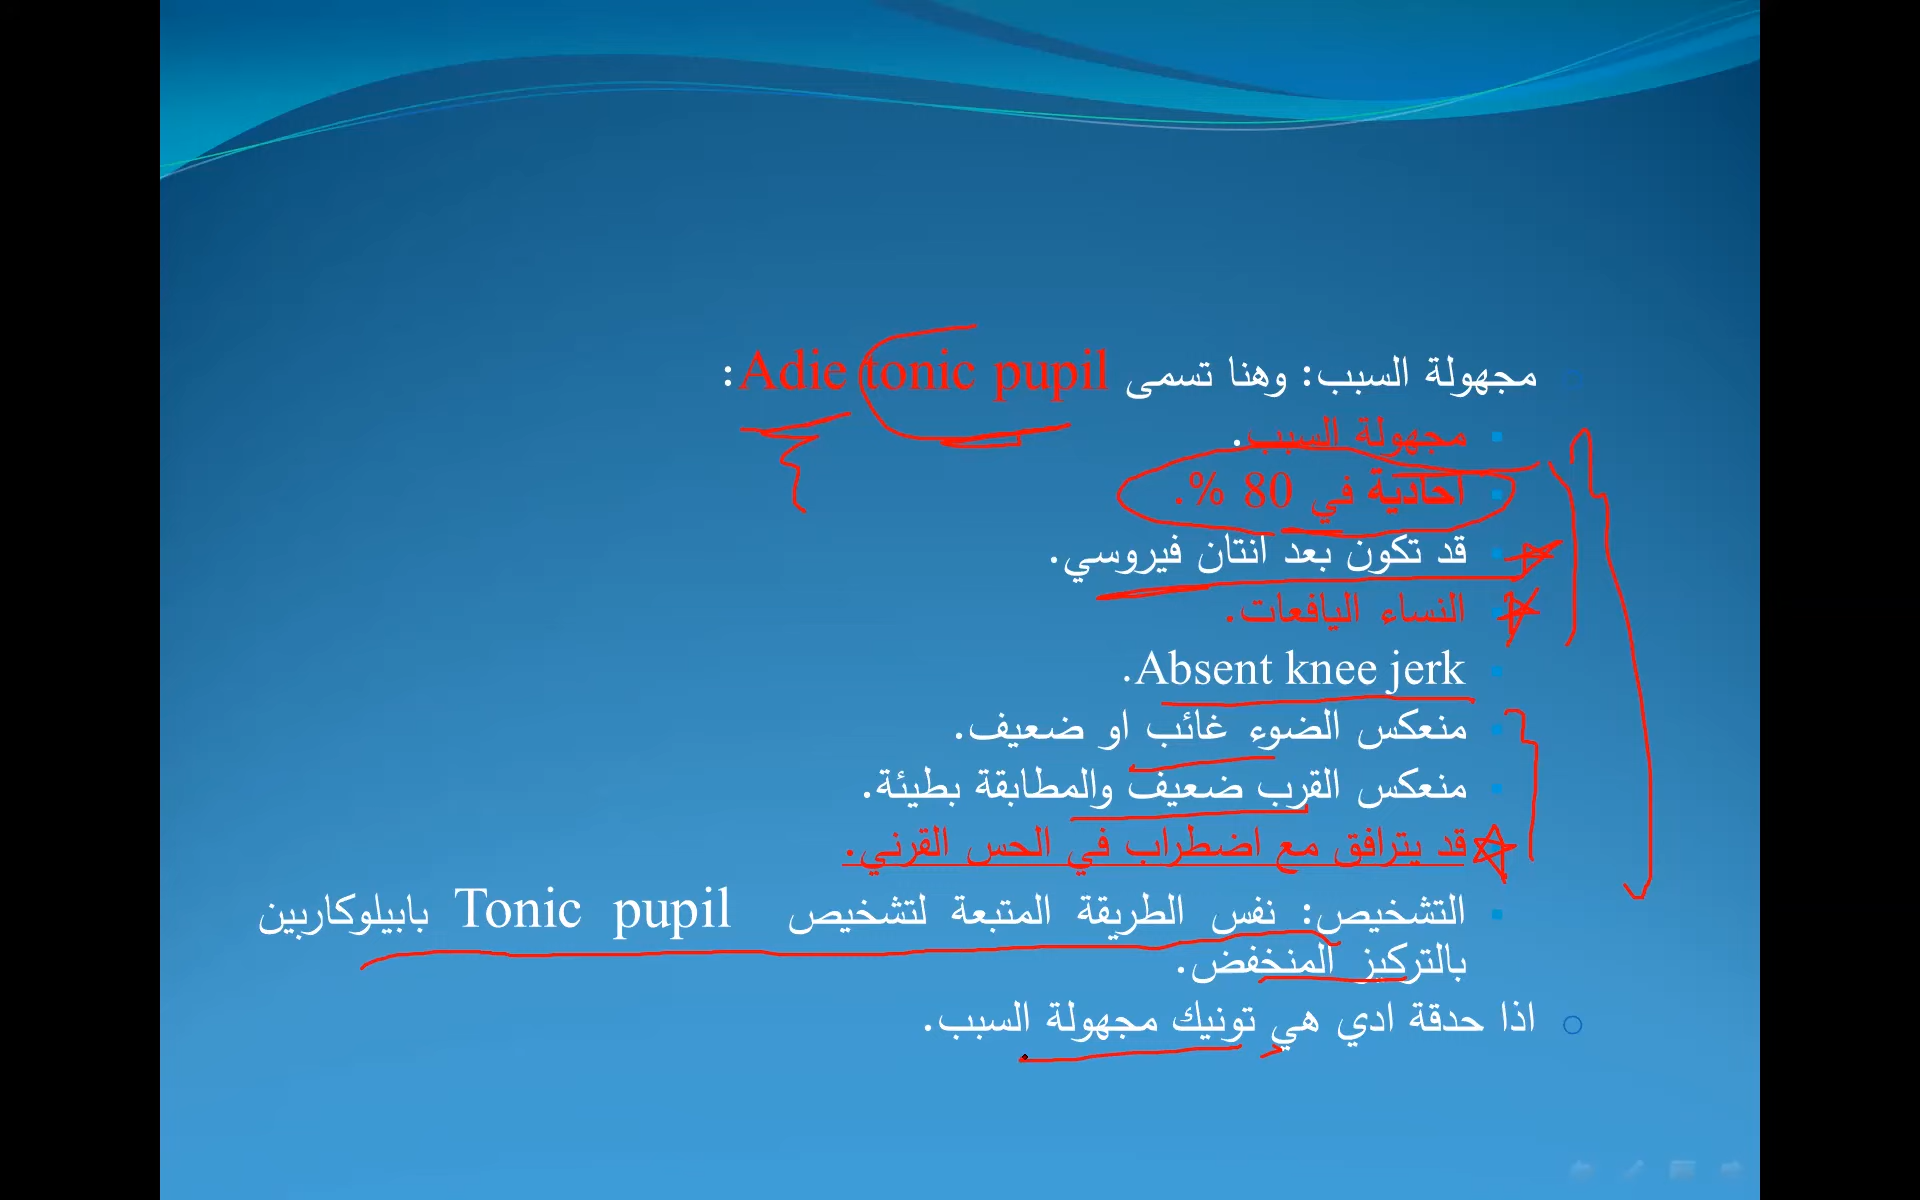 مجهولة السبب: وهنا تسمى Adie tonic pupil:
مجهولة السبب.
احادية في 80 %.
قد تكون بعد انتان فيروسي.
النساء اليافعات.
Absent knee jerk.
منعكس الضوء غائب او ضعيف.
منعكس القرب ضعيف والمطابقة بطيئة.
قد يترافق مع اضطراب في الحس القرني.
التشخيص: نفس الطريقة المتبعة لتشخيص Tonic pupil بابيلوكاربين
بالتركيز المنخفض.
اذا حدقة ادي هي تونيك مجهولة السبب.